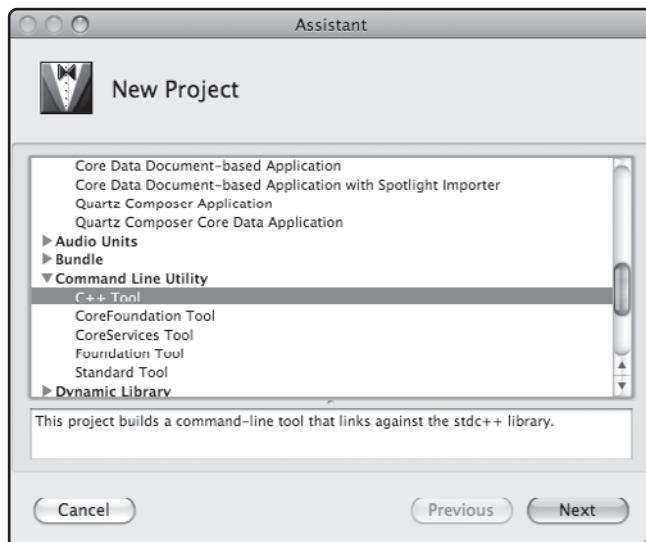 Assistant
New Project
Core Data Document-based Application
Core Data Document-based Application with Spotlight Importer
Quartz Composer Application
Quartz Composer Core Data Application
Audio Units
Bundle
Command Line Utility
C++ Tool
CoreFoundation Tool
CoreServices Tool
Foundation Tool
Standard Tool
Dynamic Library
This project builds a command-line tool that links against the stdc++ library.
Cancel
Previous
Next